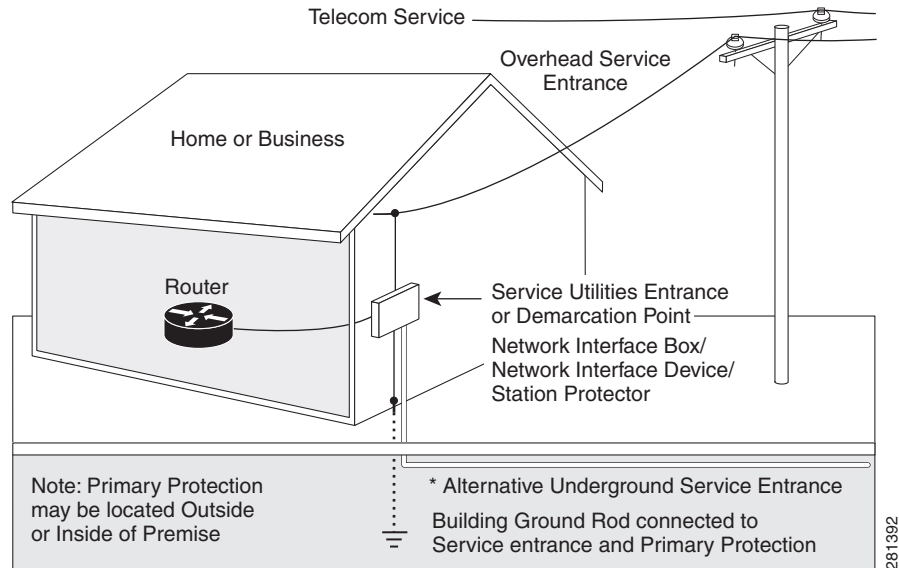 Telecom Service
Overhead Service
Entrance
Home or Business
Router
Service Utilities Entrance
or Demarcation Point
Network Interface Box/
Network Interface Device/
Station Protector
Note: Primary Protection
may be located Outside
or Inside of Premise
* Alternative Underground Service Entrance
Building Ground Rod connected to
Service entrance and Primary Protection
281392